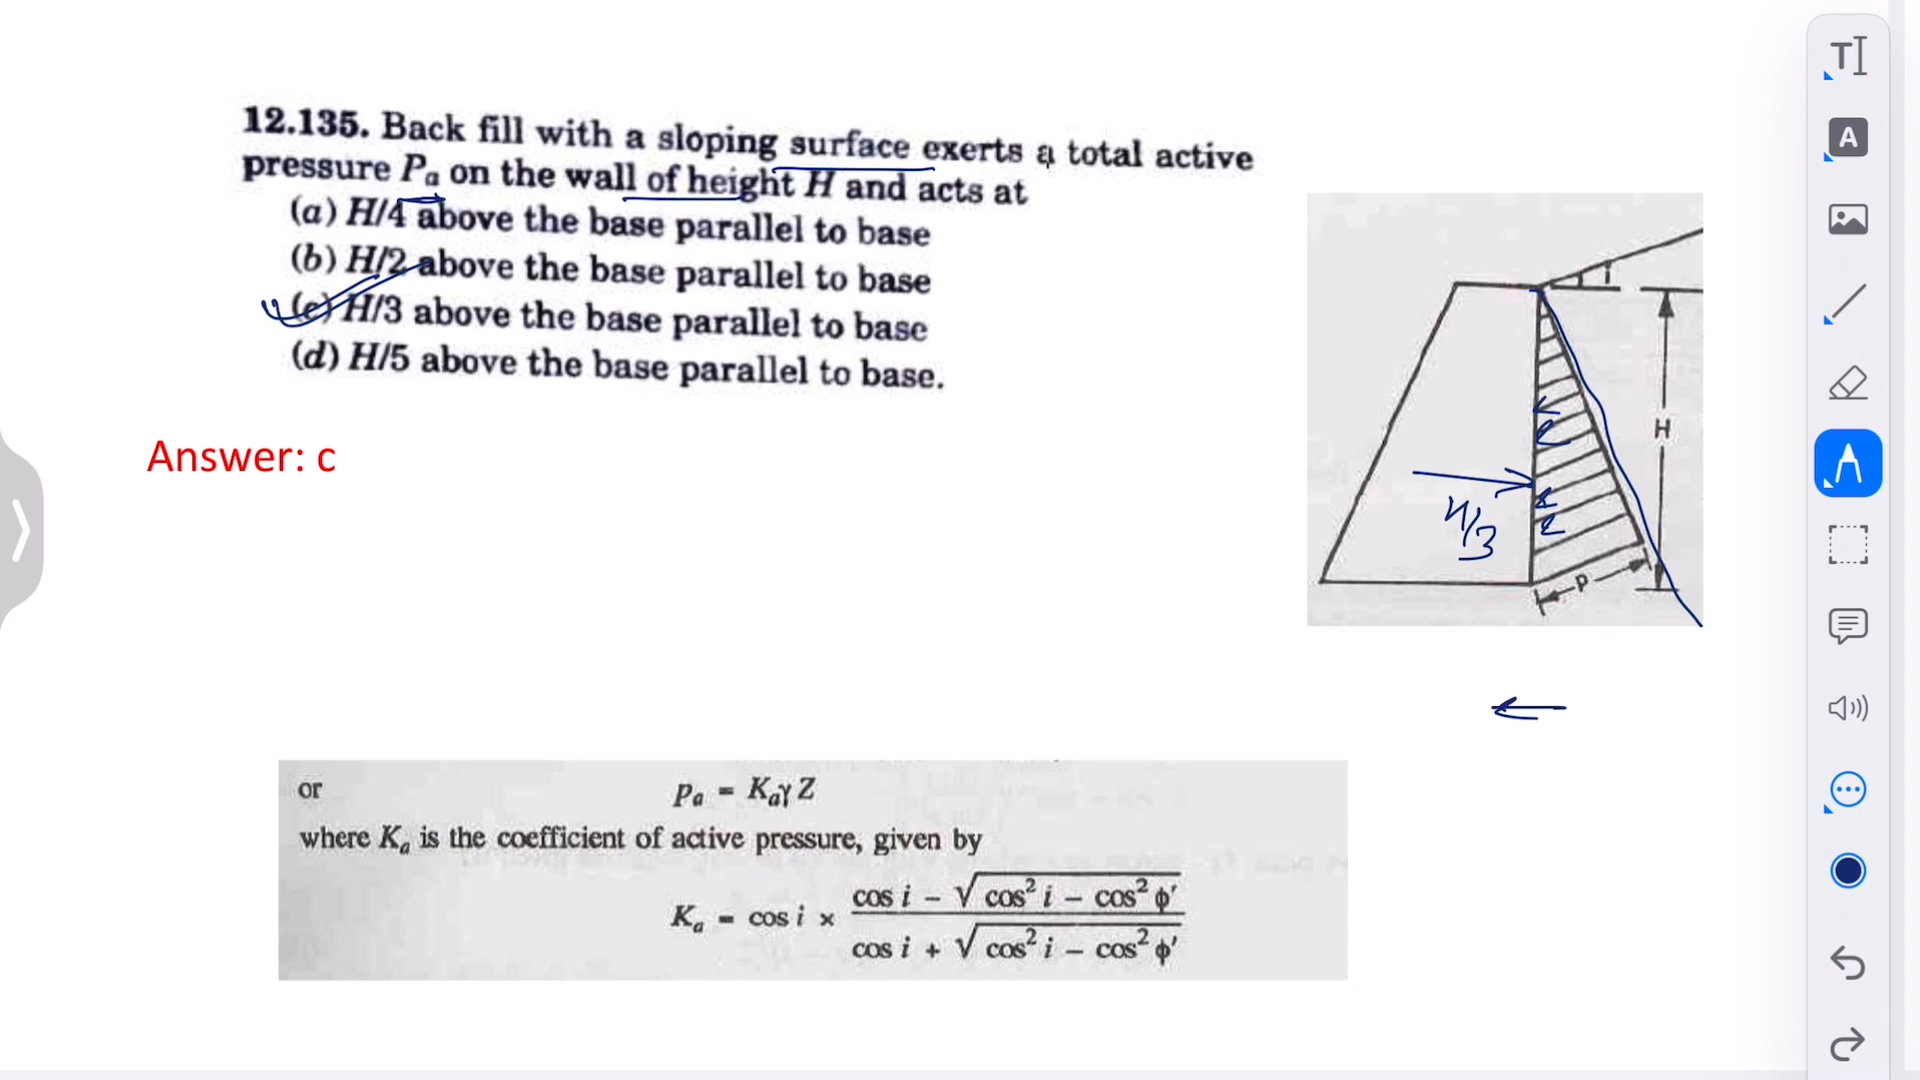 12.135. Back fill with a sloping surface exerts a total active
pressure Pa on the wall of height H and acts at
(a) H/4 above the base parallel to base
(b) H/2 above the base parallel to base
(c) H/3 above the base parallel to base
(d) H/5 above the base parallel to base.
Answer: c
i
H
H/3
P
or pa = Kaγ Z
where Ka is the coefficient of active pressure, given by
Ka = cos i × (cos i − √cos² i − cos² ϕ′) / (cos i + √cos² i − cos² ϕ′)
T
A